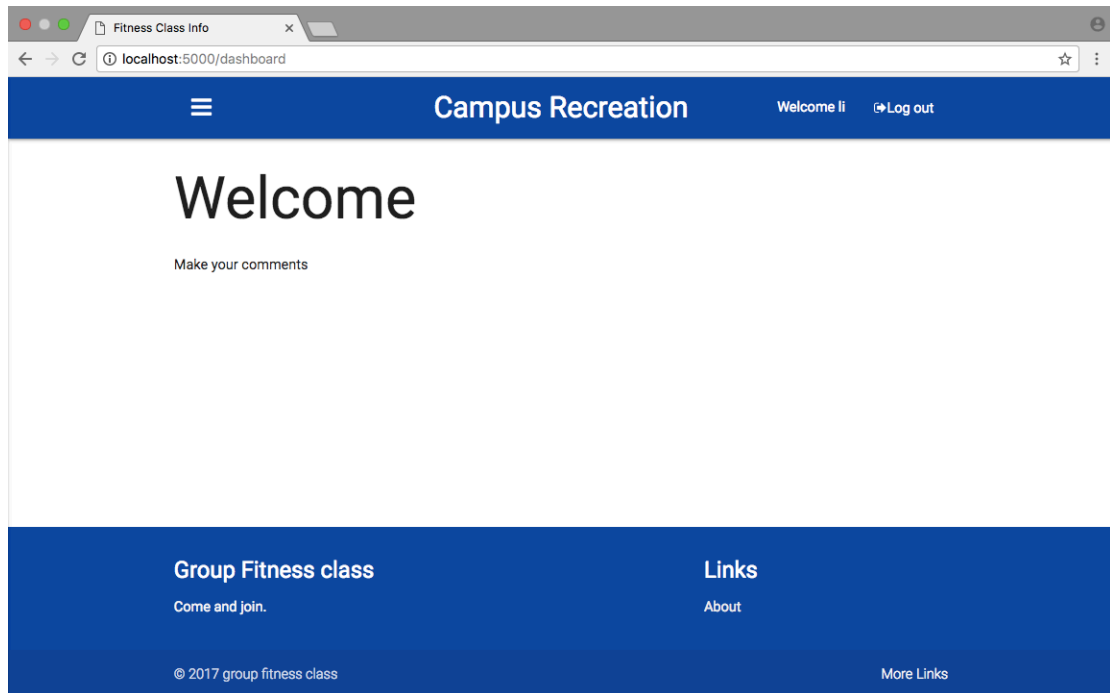 Fitness Class Info
localhost:5000/dashboard
Campus Recreation
Welcome li
Log out
Welcome
Make your comments
Group Fitness class
Links
Come and join.
About
© 2017 group fitness class
More Links